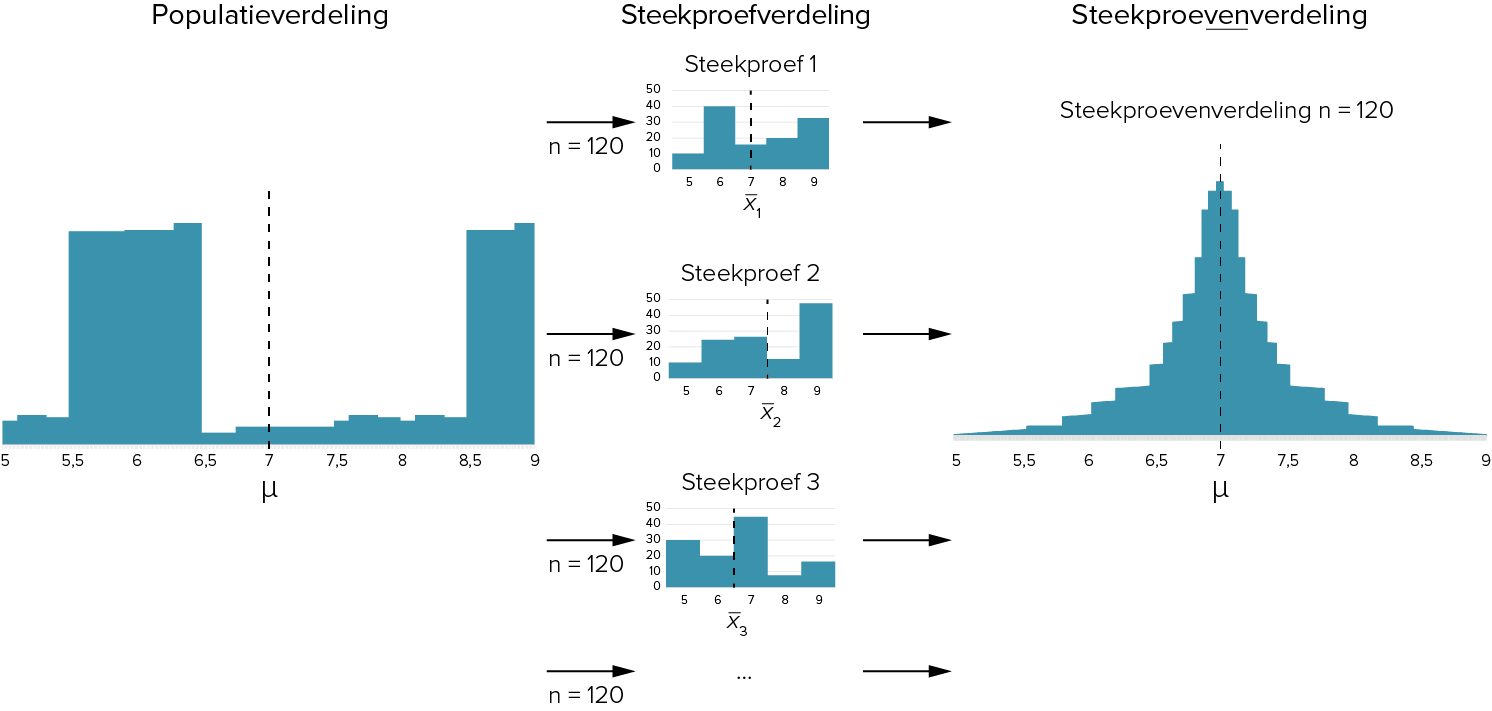 Populatieverdeling
Steekproefverdeling
Steekproevenverdeling
Steekproef 1
50
40
30
20
10
0
5 6 7 8 9
X̅1
n = 120
Steekproef 2
50
40
30
20
10
0
5 6 7 8 9
X̅2
n = 120
Steekproef 3
50
40
30
20
10
0
5 6 7 8 9
X̅3
n = 120
...
n = 120
5 5,5 6 6,5 7 7,5 8 8,5 9
μ
Steekproevenverdeling n = 120
5 5,5 6 6,5 7 7,5 8 8,5 9
μ